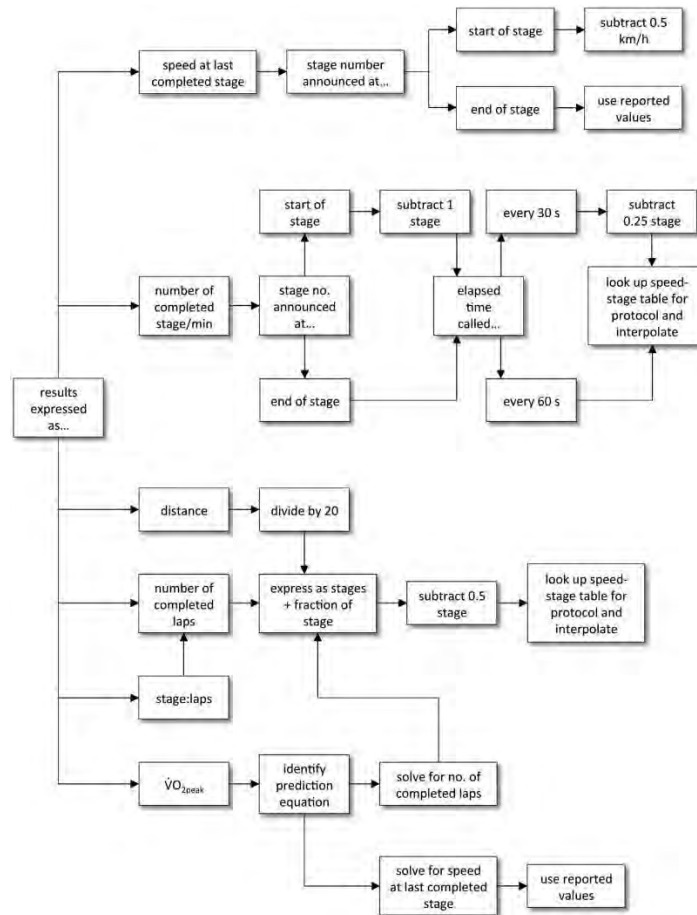 start of stage
subtract 0.5
km/h
speed at last
completed stage
stage number
announced at...
end of stage
use reported
values
start of
stage
subtract 1
stage
every 30 s
subtract
0.25 stage
number of
completed
stage/min
stage no.
announced
at...
elapsed
time
called...
look up speed-
stage table for
protocol and
interpolate
end of stage
every 60 s
results
expressed
as...
distance
divide by 20
number of
completed
laps
express as stages
+ fraction of
stage
subtract 0.5
stage
look up speed-
stage table for
protocol and
interpolate
stage:laps
V̇O₂peak
identify
prediction
equation
solve for no. of
completed laps
solve for speed
at last completed
stage
use reported
values